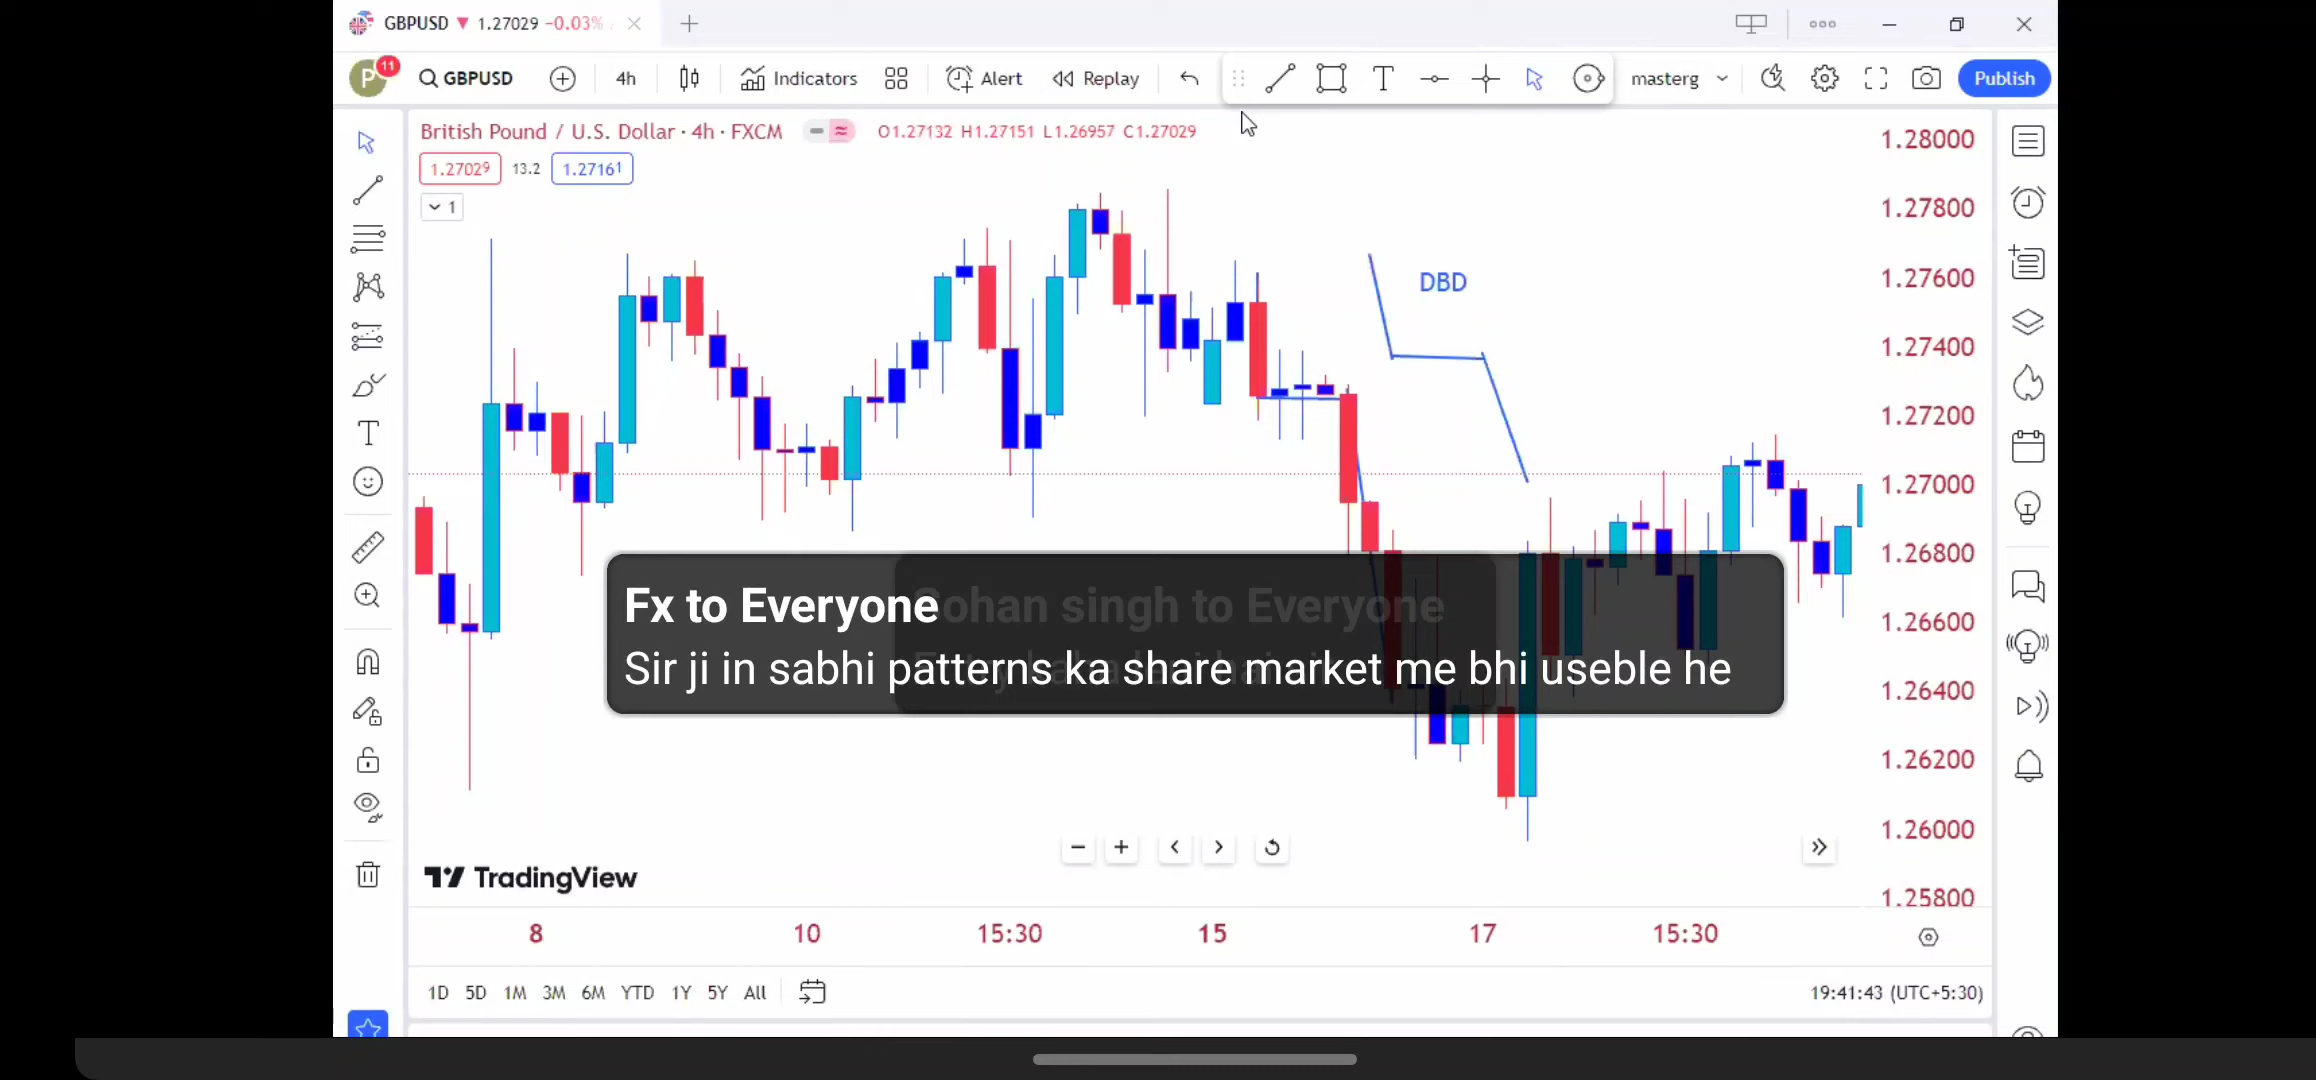 GBPUSD 1.27029 -0.03%
P 11 GBPUSD 4h Indicators Alert Replay masterg Publish
British Pound / U.S. Dollar · 4h · FXCM O1.27132 H1.27151 L1.26957 C1.27029
1.27029 13.2 1.27161
1
DBD
1.28000
1.27800
1.27600
1.27400
1.27200
1.27000
1.26800
1.26600
1.26400
1.26200
1.26000
1.25800
Fx to Everyone
Sohan singh to Everyone
Sir ji in sabhi patterns ka share market me bhi useble he
TradingView
8 10 15:30 15 17 15:30
1D 5D 1M 3M 6M YTD 1Y 5Y All 19:41:43 (UTC+5:30)